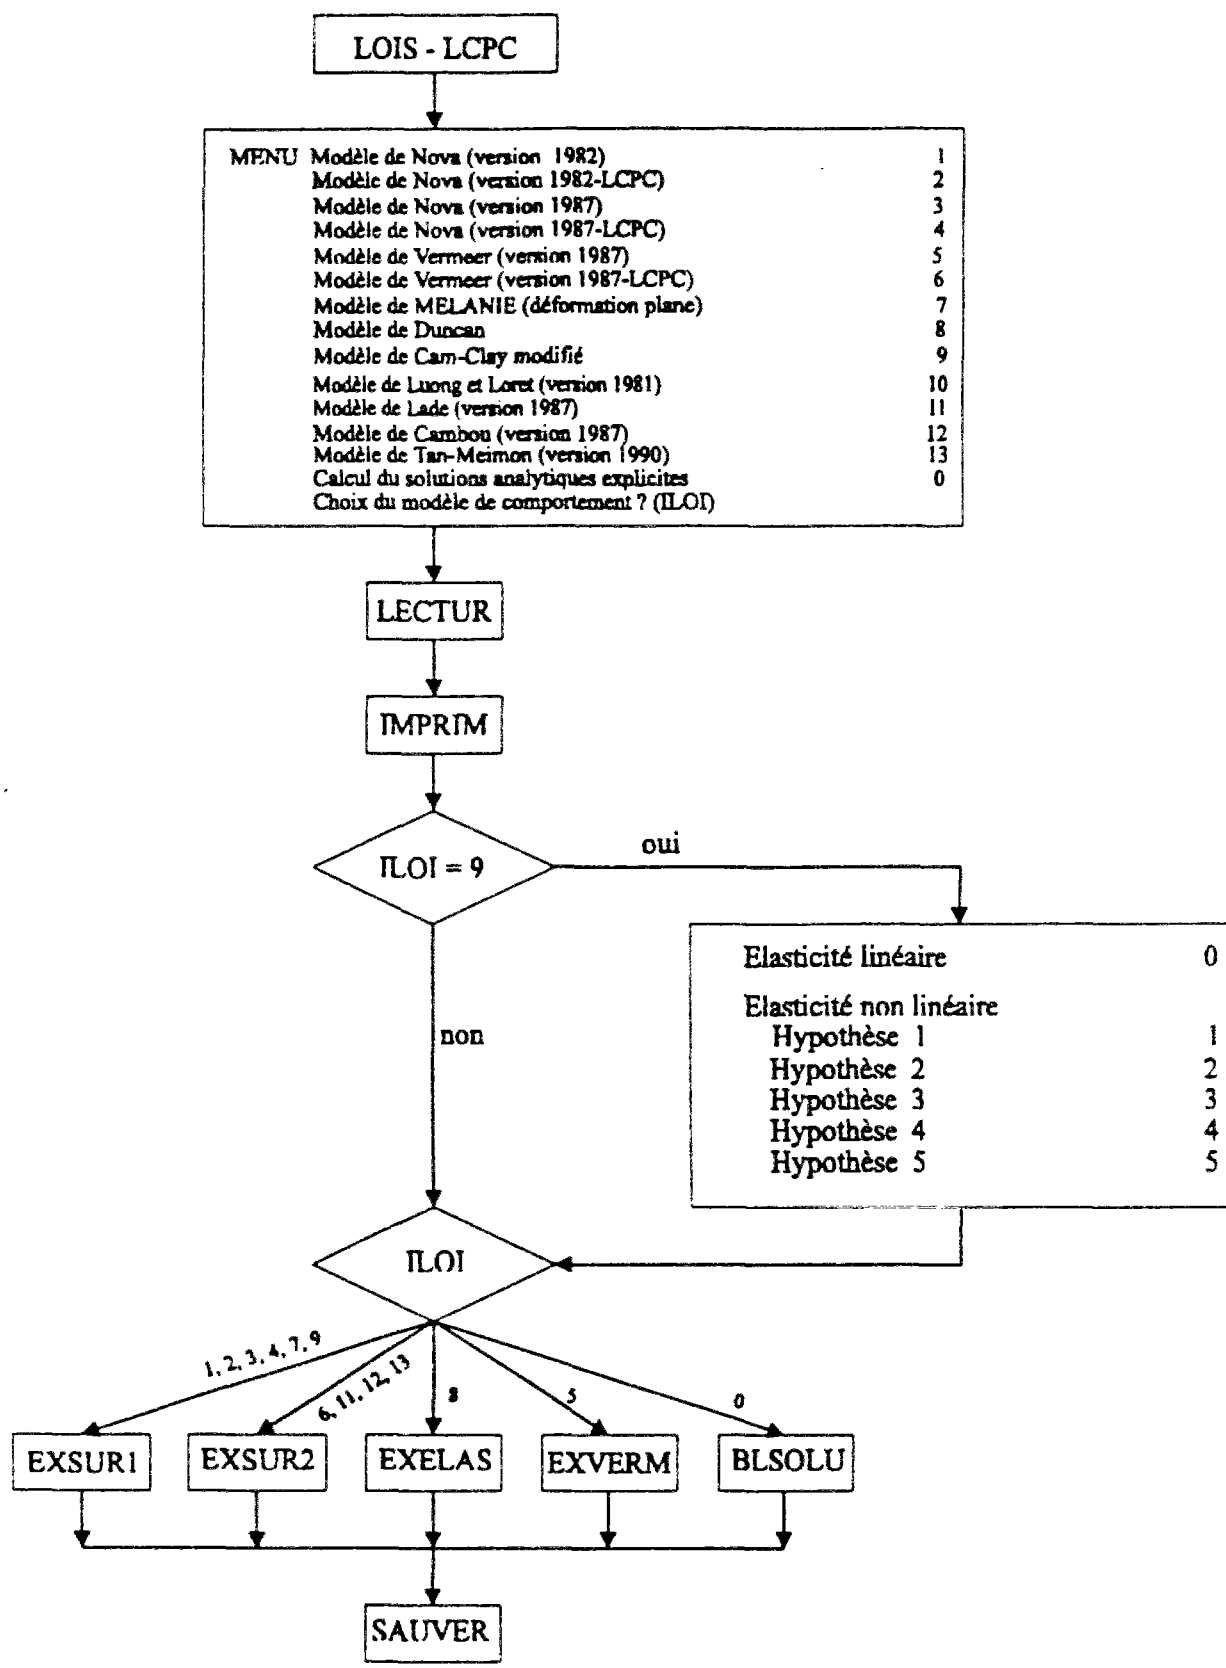 LOIS - LCPC
MENU Modèle de Nova (version 1982) 1
Modèle de Nova (version 1982-LCPC) 2
Modèle de Nova (version 1987) 3
Modèle de Nova (version 1987-LCPC) 4
Modèle de Vermeer (version 1987) 5
Modèle de Vermeer (version 1987-LCPC) 6
Modèle de MELANIE (déformation plane) 7
Modèle de Duncan 8
Modèle de Cam-Clay modifié 9
Modèle de Luong et Loret (version 1981) 10
Modèle de Lade (version 1987) 11
Modèle de Cambou (version 1987) 12
Modèle de Tan-Meimon (version 1990) 13
Calcul du solutions analytiques explicites 0
Choix du modèle de comportement ? (ILOI)
LECTUR
IMPRIM
ILOI = 9
oui
Elasticité linéaire 0
Elasticité non linéaire
Hypothèse 1 1
Hypothèse 2 2
Hypothèse 3 3
Hypothèse 4 4
Hypothèse 5 5
non
ILOI
1, 2, 3, 4, 7, 9
6, 11, 12, 13
8
5
0
EXSUR1
EXSUR2
EXELAS
EXVERM
BLSOLU
SAUVER